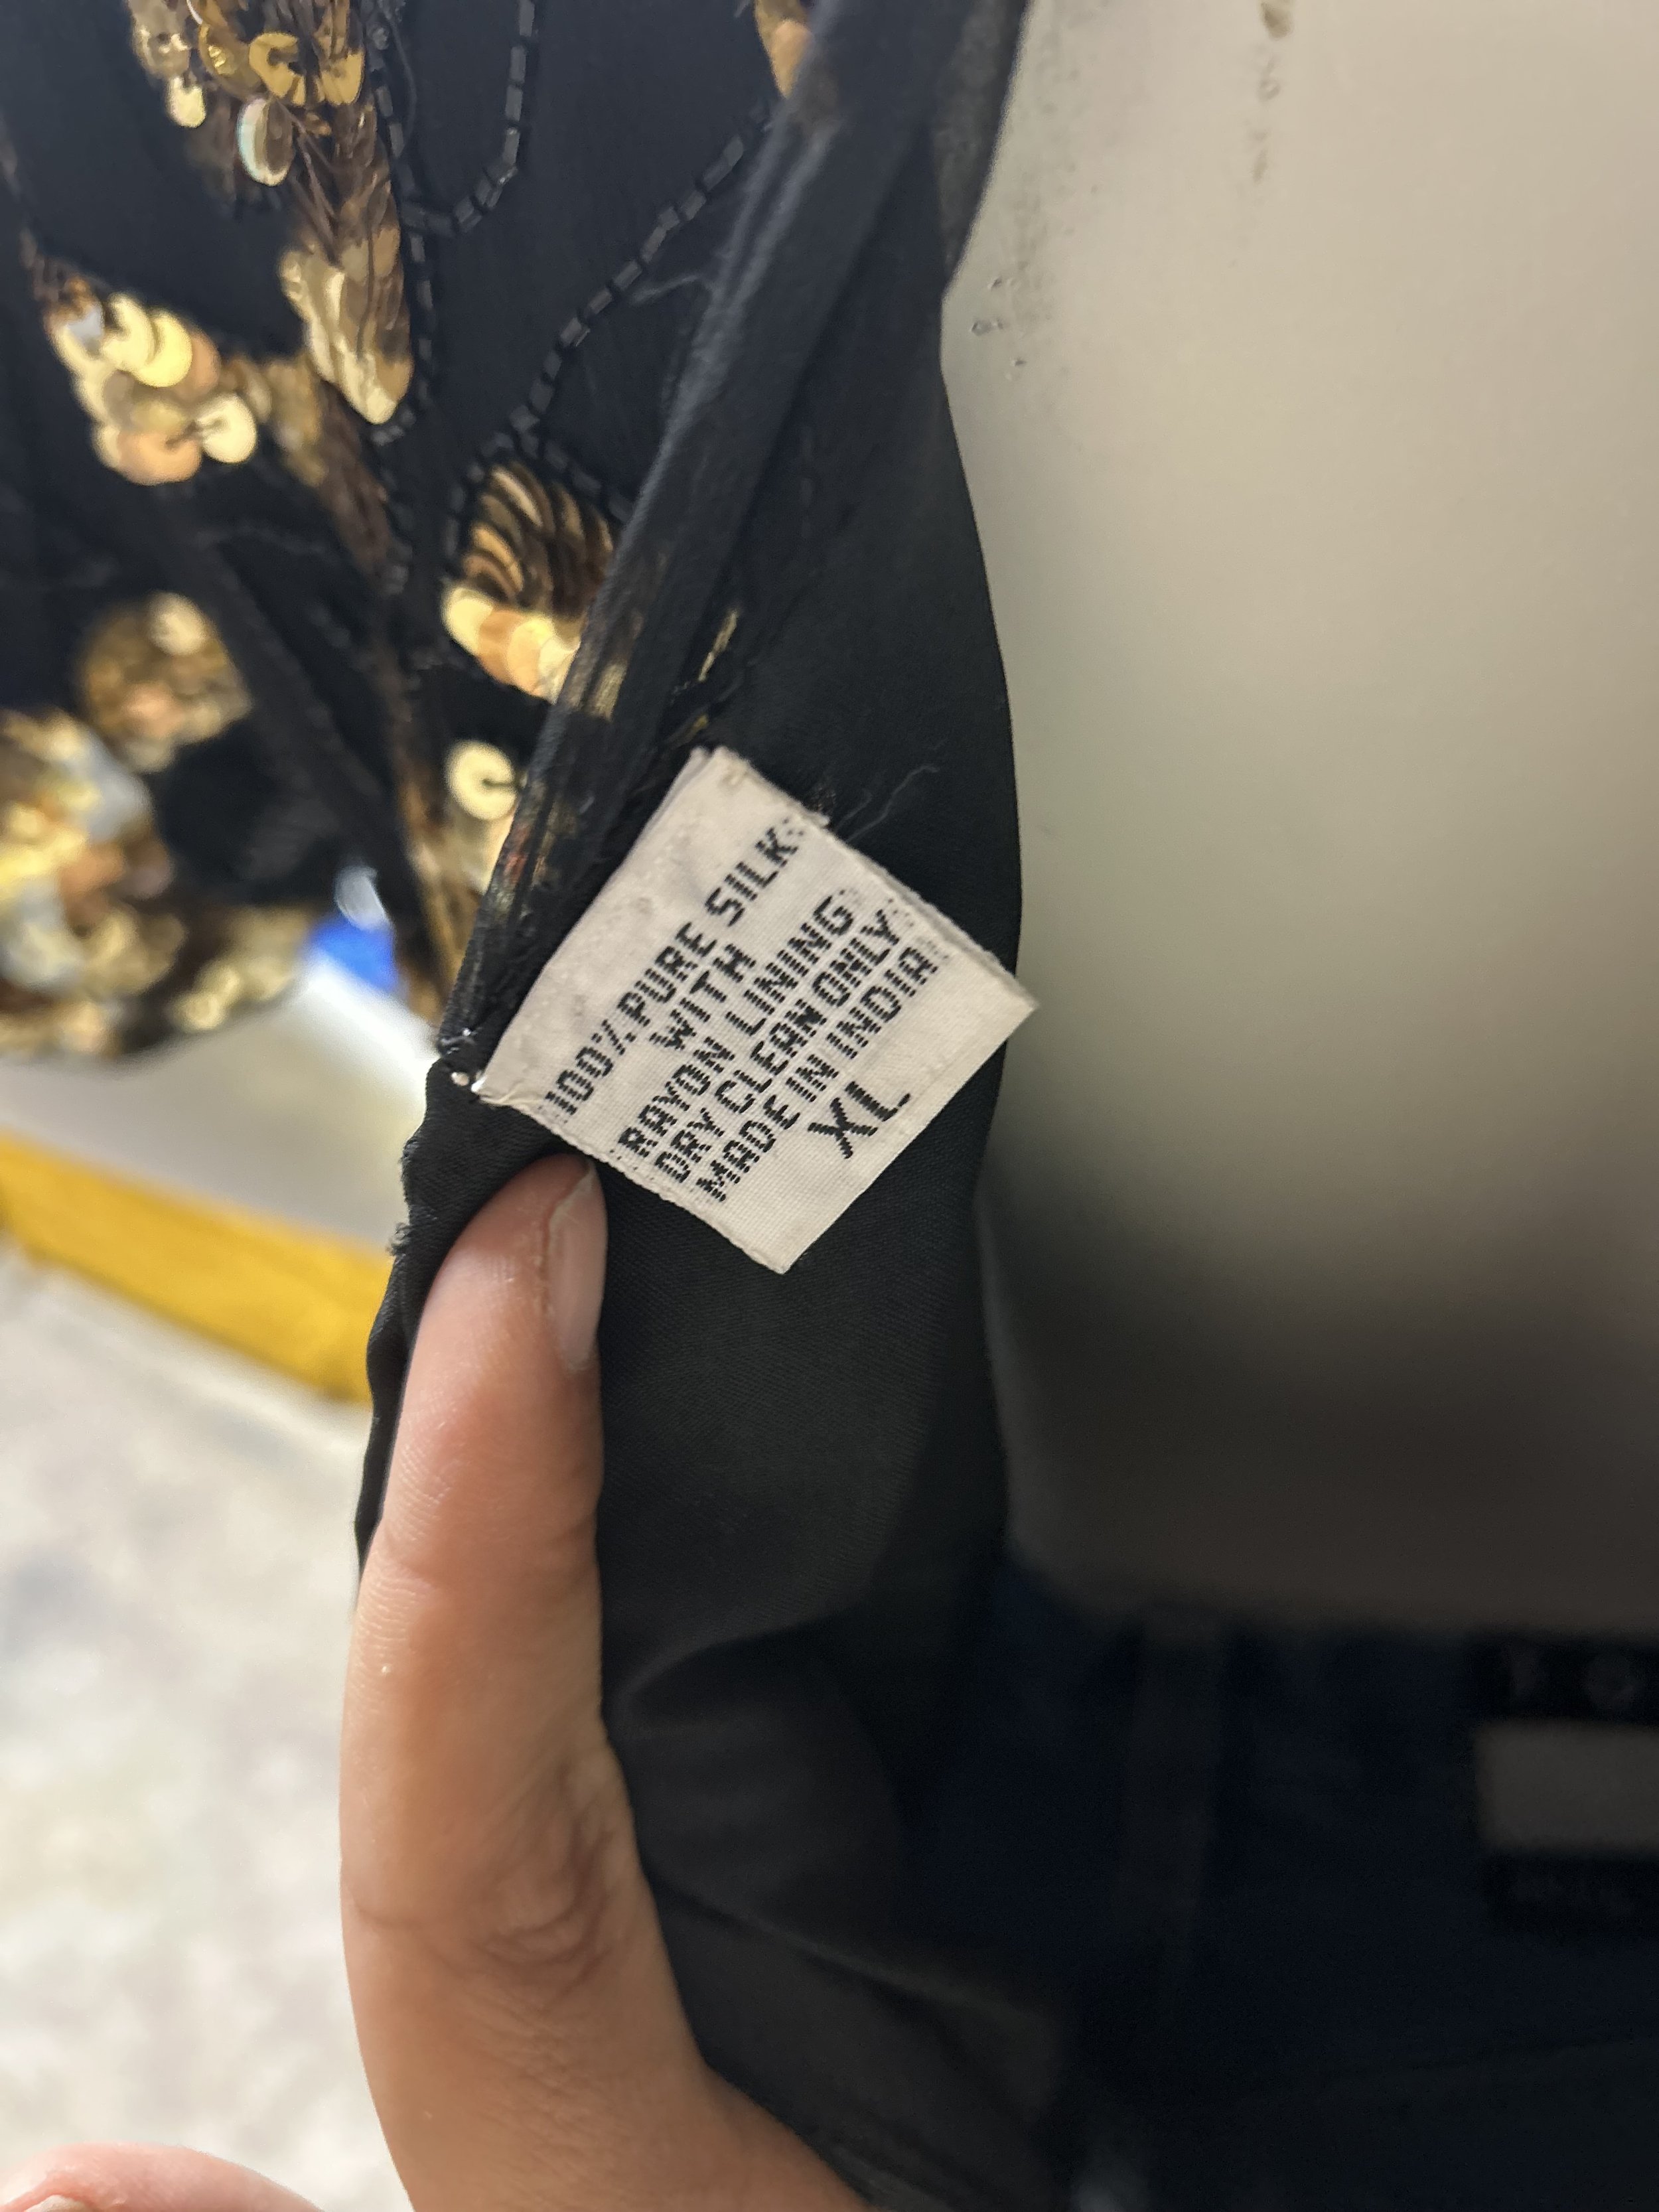 100% PURE SILK
WITH
RAYON LINING
DRY CLEAN ONLY
MADE IN INDIA
XL